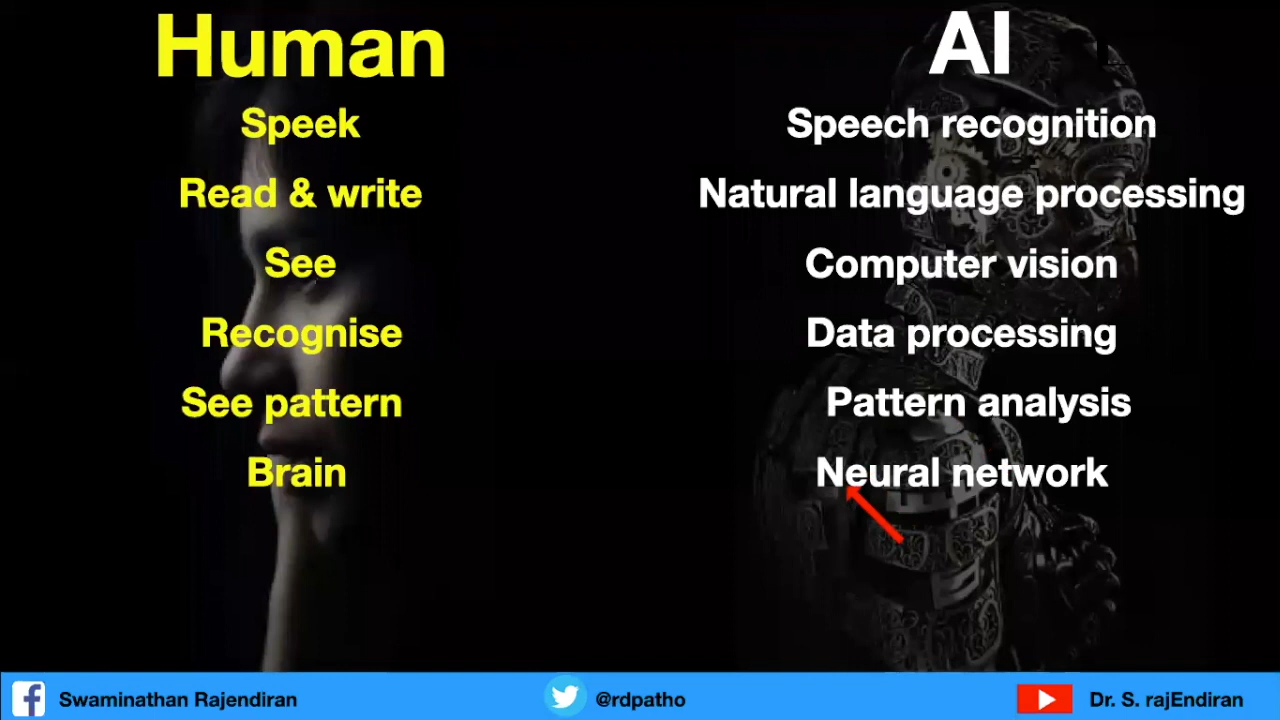 Human
AI
Speek
Speech recognition
Read & write
Natural language processing
See
Computer vision
Recognise
Data processing
See pattern
Pattern analysis
Brain
Neural network
Swaminathan Rajendiran
@rdpatho
Dr. S. rajEndiran